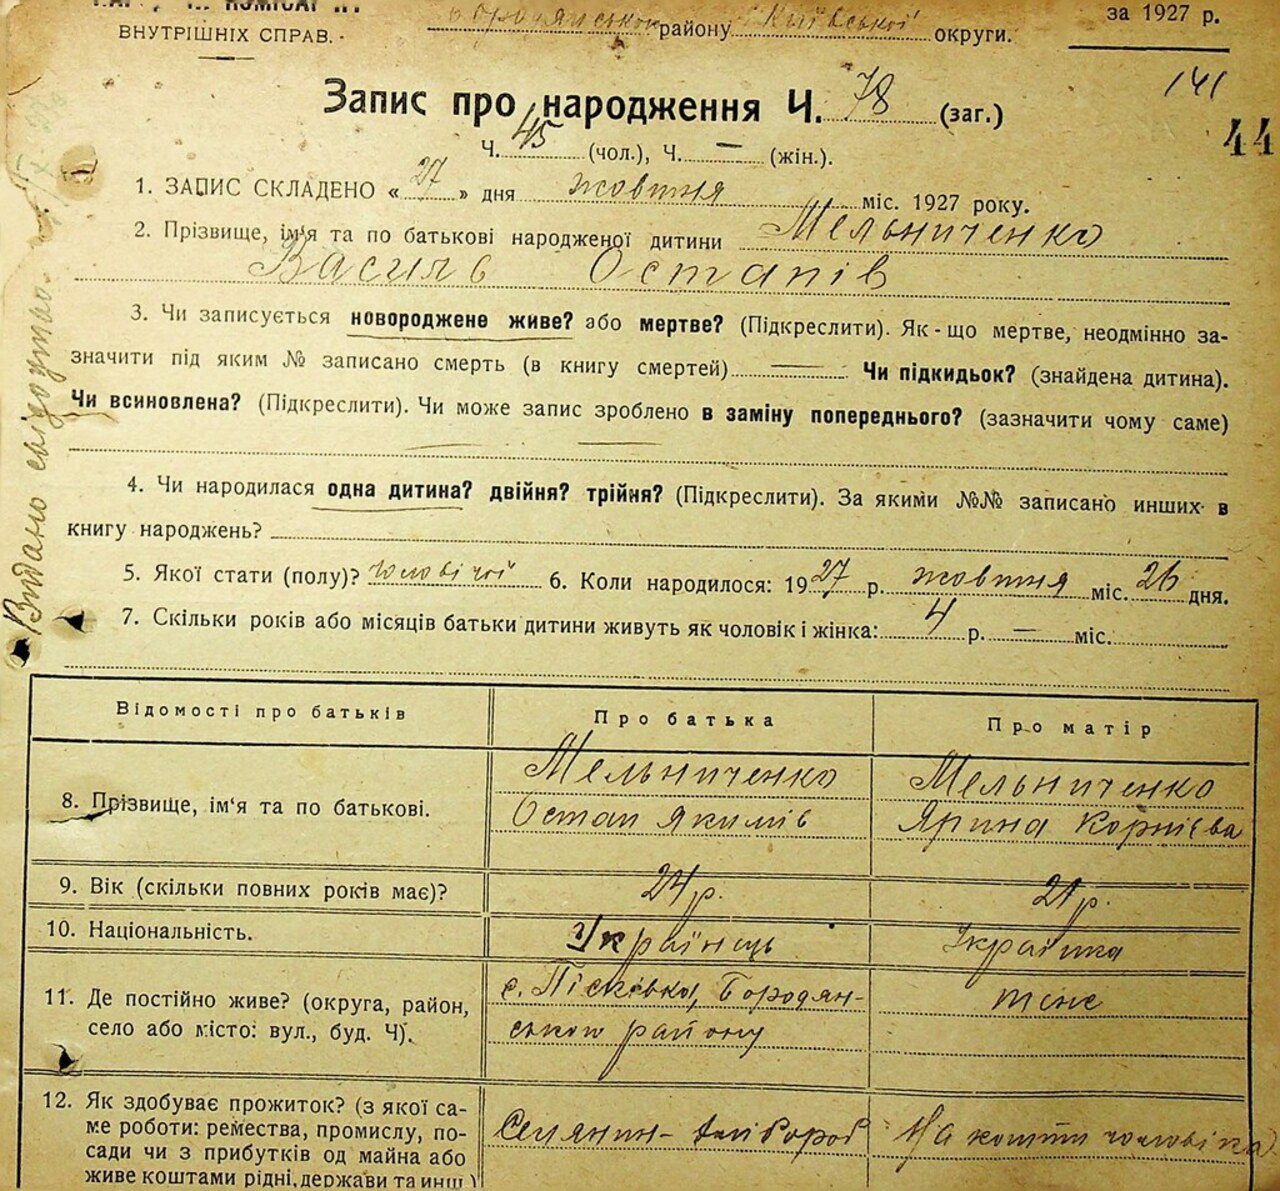 ВНУТРІШНІХ СПРАВ.
Бородянського району Київської округи.
за 1927 р.
141
44
Запис про народження Ч. 78 (заг.)
Ч. 45 (чол.), Ч. — (жін.).
1. ЗАПИС СКЛАДЕНО « 27 » дня жовтня міс. 1927 року.
2. Прізвище, ім'я та по батькові народженої дитини Мельниченко
Василь Остапів
3. Чи записується новороджене живе? або мертве? (Підкреслити). Як-що мертве, неодмінно за-
значити під яким № записано смерть (в книгу смертей) — Чи підкидьок? (знайдена дитина).
Чи всиновлена? (Підкреслити). Чи може запис зроблено в заміну попереднього? (зазначити чому саме)
4. Чи народилася одна дитина? двійня? трійня? (Підкреслити). За якими №№ записано инших в
книгу народжень?
5. Якої стати (полу)? чоловічої 6. Коли народилося: 1927 р. жовтня міс. 26 дня.
7. Скільки років або місяців батьки дитини живуть як чоловік і жінка: 4 р. — міс.
Видано свідоцтво.
Відомості про батьків
Про батька
Про матір
8. Прізвище, ім'я та по батькові.
Мельниченко
Остап Якимів
Мельниченко
Ярина Корнієва
9. Вік (скільки повних років має)?
24 р.
21 р.
10. Національність.
Українець
Українка
11. Де постійно живе? (округа, район,
село або місто: вул., буд. Ч).
с. Пісківка, Бородян-
ського району
теж
12. Як здобуває прожиток? (з якої са-
ме роботи: ремества, промислу, по-
сади чи з прибутків од майна або
живе коштами рідні, держави та инш.)
Селянин- хлібороб
На кошти чоловіка